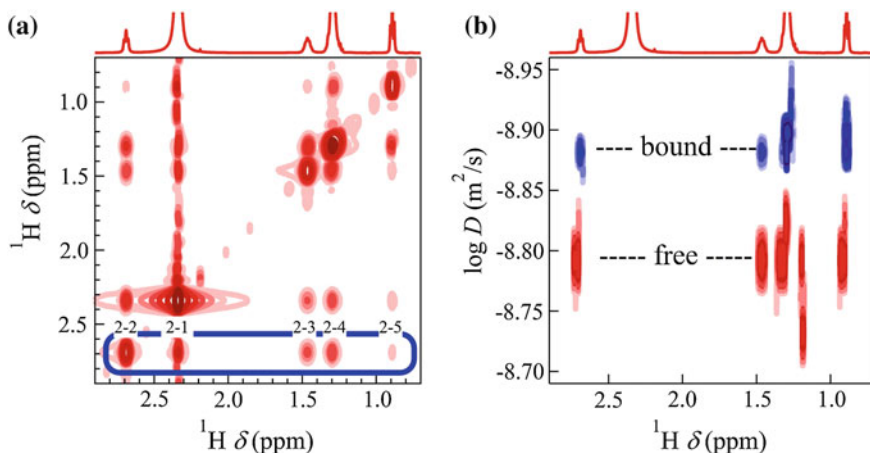 (a)
1.0
1.5
2.0
2.5
¹H δ (ppm)
2-2 2-1 2-3 2-4 2-5
2.5 2.0 1.5 1.0
¹H δ (ppm)
(b)
-8.95
-8.90
-8.85
-8.80
-8.75
-8.70
log D (m²/s)
bound
free
2.5 2.0 1.5 1.0
¹H δ (ppm)